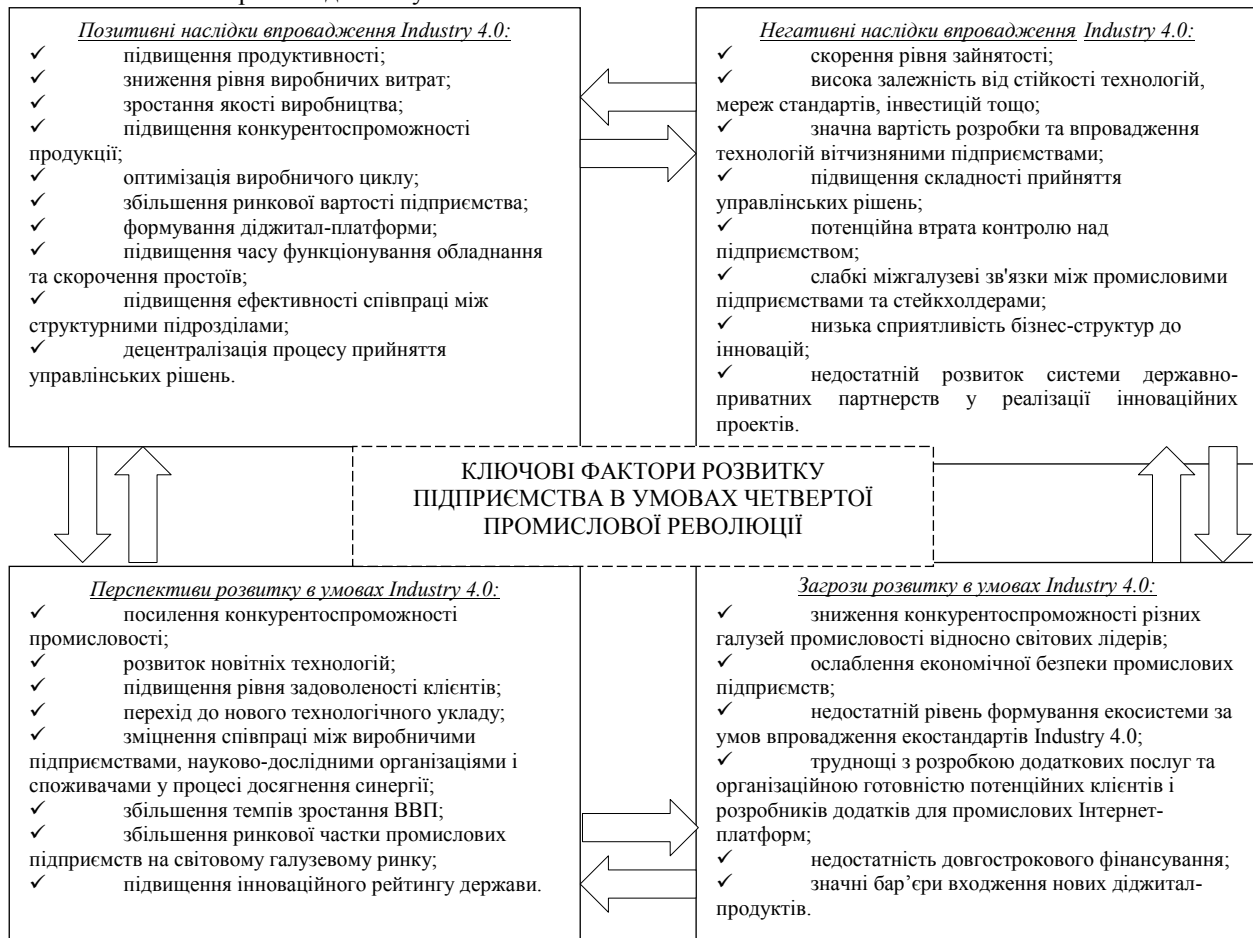 Позитивні наслідки впровадження Industry 4.0:
✓ підвищення продуктивності;
✓ зниження рівня виробничих витрат;
✓ зростання якості виробництва;
✓ підвищення конкурентоспроможності
продукції;
✓ оптимізація виробничого циклу;
✓ збільшення ринкової вартості підприємства;
✓ формування діджитал-платформи;
✓ підвищення часу функціонування обладнання
та скорочення простоїв;
✓ підвищення ефективності співпраці між
структурними підрозділами;
✓ децентралізація процесу прийняття
управлінських рішень.
Негативні наслідки впровадження Industry 4.0:
✓ скорення рівня зайнятості;
✓ висока залежність від стійкості технологій,
мереж стандартів, інвестицій тощо;
✓ значна вартість розробки та впровадження
технологій вітчизняними підприємствами;
✓ підвищення складності прийняття
управлінських рішень;
✓ потенційна втрата контролю над
підприємством;
✓ слабкі міжгалузеві зв'язки між промисловими
підприємствами та стейкхолдерами;
✓ низька сприятливість бізнес-структур до
інновацій;
✓ недостатній розвиток системи державно-
приватних партнерств у реалізації інноваційних
проектів.
КЛЮЧОВІ ФАКТОРИ РОЗВИТКУ
ПІДПРИЄМСТВА В УМОВАХ ЧЕТВЕРТОЇ
ПРОМИСЛОВОЇ РЕВОЛЮЦІЇ
Перспективи розвитку в умовах Industry 4.0:
✓ посилення конкурентоспроможності
промисловості;
✓ розвиток новітніх технологій;
✓ підвищення рівня задоволеності клієнтів;
✓ перехід до нового технологічного укладу;
✓ зміцнення співпраці між виробничими
підприємствами, науково-дослідними організаціями і
споживачами у процесі досягнення синергії;
✓ збільшення темпів зростання ВВП;
✓ збільшення ринкової частки промислових
підприємств на світовому галузевому ринку;
✓ підвищення інноваційного рейтингу держави.
Загрози розвитку в умовах Industry 4.0:
✓ зниження конкурентоспроможності різних
галузей промисловості відносно світових лідерів;
✓ ослаблення економічної безпеки промислових
підприємств;
✓ недостатній рівень формування екосистеми за
умов впровадження екостандартів Industry 4.0;
✓ труднощі з розробкою додаткових послуг та
організаційною готовністю потенційних клієнтів і
розробників додатків для промислових Інтернет-
платформ;
✓ недостатність довгострокового фінансування;
✓ значні бар’єри входження нових діджитал-
продуктів.